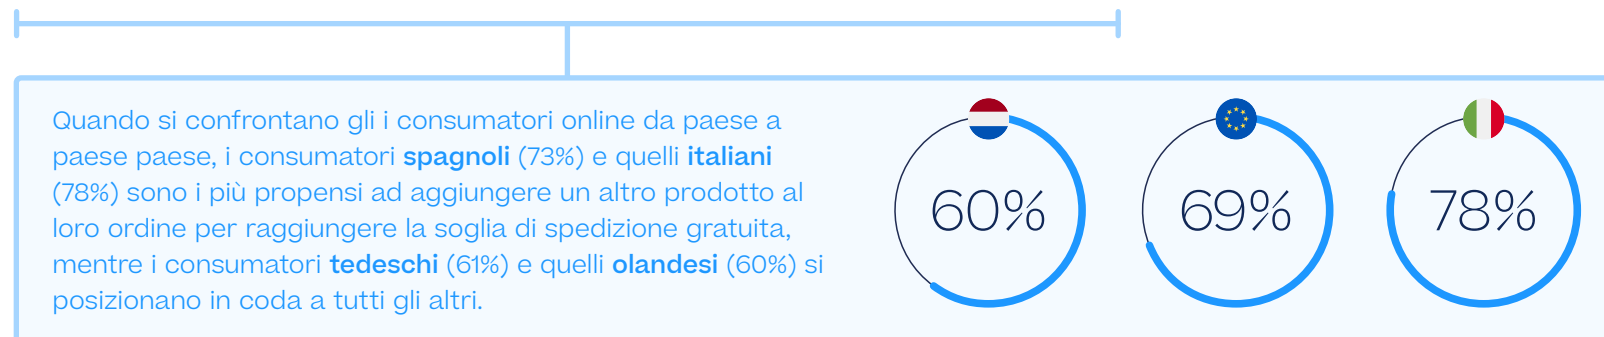 Quando si confrontano gli i consumatori online da paese a
paese paese, i consumatori spagnoli (73%) e quelli italiani
(78%) sono i più propensi ad aggiungere un altro prodotto al
loro ordine per raggiungere la soglia di spedizione gratuita,
mentre i consumatori tedeschi (61%) e quelli olandesi (60%) si
posizionano in coda a tutti gli altri.
60%
69%
78%